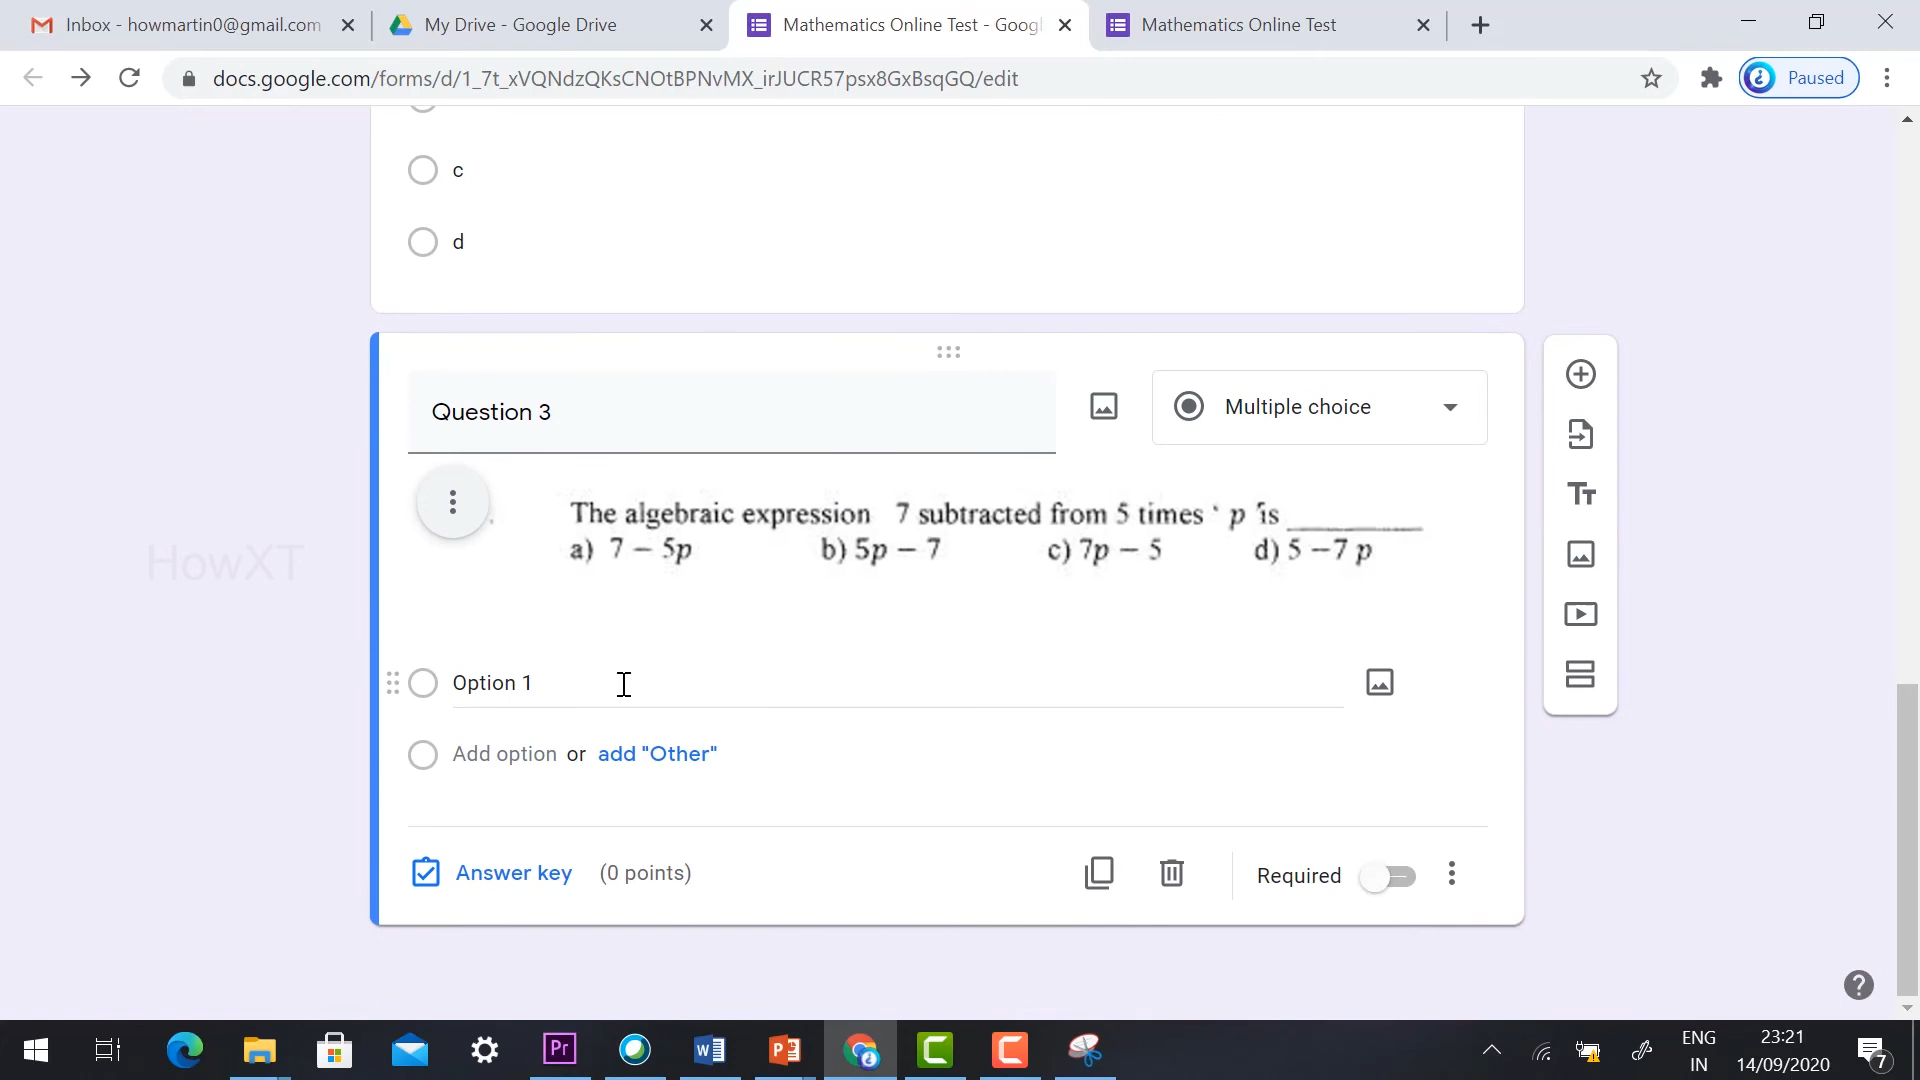 Inbox - howmartin0@gmail.com
My Drive - Google Drive
Mathematics Online Test - Googl
Mathematics Online Test
docs.google.com/forms/d/1_7t_xVQNdzQKsCNOtBPNvMX_irJUCR57psx8GxBsqGQ/edit
Paused
c
d
Question 3
Multiple choice
The algebraic expression 7 subtracted from 5 times ' p 'is ________
a) 7 – 5p b) 5p – 7 c) 7p – 5 d) 5 –7 p
HowXT
Option 1
Add option or add "Other"
Answer key (0 points)
Required
Pr
ENG
IN
23:21
14/09/2020
7